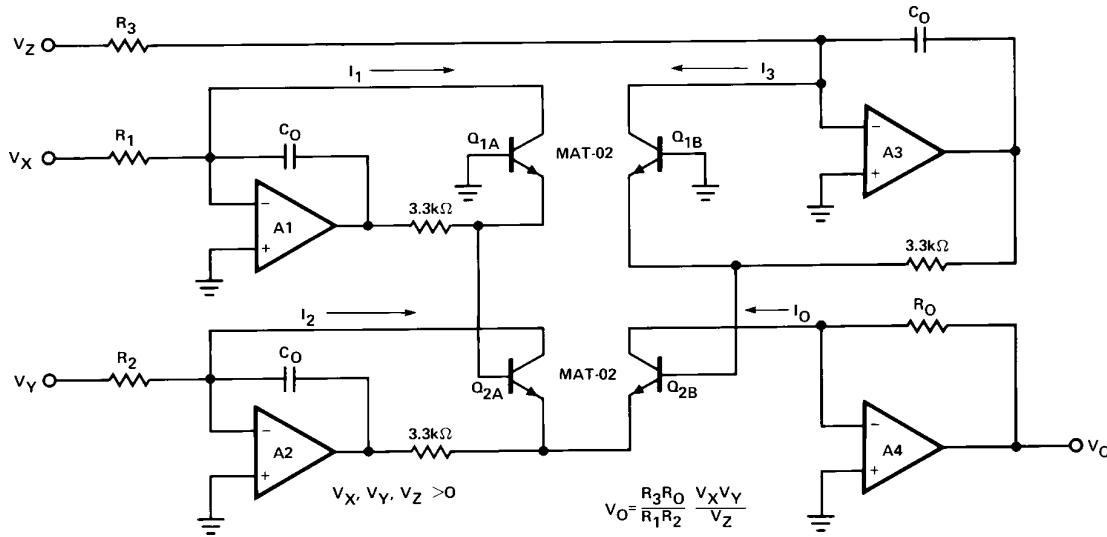 V_Z R_3 C_O
I_1 I_3
V_X R_1 C_O Q_1A MAT-02 Q_1B - A3 +
- A1 + 3.3kΩ 3.3kΩ
I_2 I_O R_O
V_Y R_2 C_O Q_2A MAT-02 Q_2B
- A2 + 3.3kΩ - A4 + V_O
V_X, V_Y, V_Z >0
V_O = R_3R_O/R_1R_2 V_XV_Y/V_Z